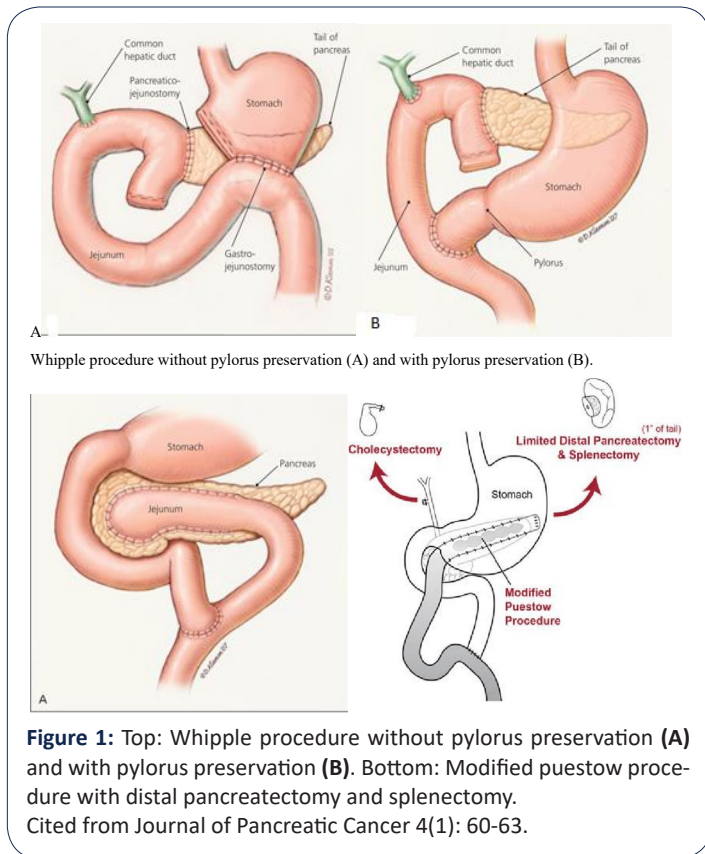 Common
hepatic duct
Pancreatico-
jejunostomy
Tail of
pancreas
Stomach
Jejunum
Gastro-
jejunostomy
A
Common
hepatic duct
Tail of
pancreas
Stomach
Jejunum
Pylorus
B
Whipple procedure without pylorus preservation (A) and with pylorus preservation (B).
Stomach
Pancreas
Jejunum
A
Cholecystectomy
(1" of tail)
Limited Distal Pancreatectomy
& Splenectomy
Stomach
Modified
Puestow
Procedure
Figure 1: Top: Whipple procedure without pylorus preservation (A)
and with pylorus preservation (B). Bottom: Modified puestow proce-
dure with distal pancreatectomy and splenectomy.
Cited from Journal of Pancreatic Cancer 4(1): 60-63.